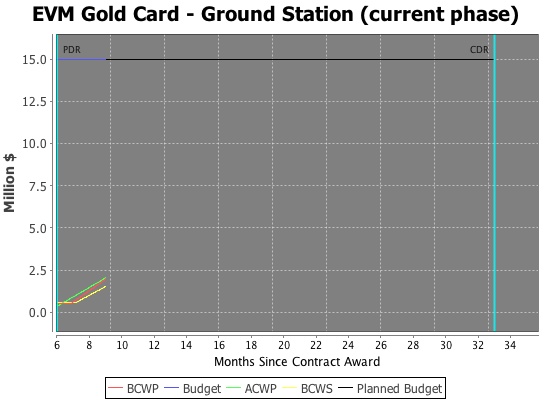 EVM Gold Card - Ground Station (current phase)
PDR
CDR
15.0
12.5
10.0
7.5
5.0
2.5
0.0
Million $
6 8 10 12 14 16 18 20 22 24 26 28 30 32 34
Months Since Contract Award
BCWP Budget ACWP BCWS Planned Budget